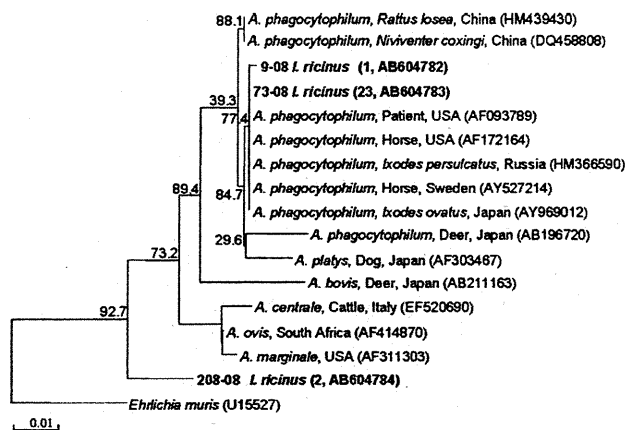 88.1
A. phagocytophilum, Rattus losea, China (HM439430)
A. phagocytophilum, Niviventer coxingi, China (DQ458808)
9-08 I. ricinus (1, AB604782)
73-08 I. ricinus (23, AB604783)
39.3
77.4
A. phagocytophilum, Patient, USA (AF093789)
A. phagocytophilum, Horse, USA (AF172164)
A. phagocytophilum, Ixodes persulcatus, Russia (HM366590)
89.4
84.7
A. phagocytophilum, Horse, Sweden (AY527214)
A. phagocytophilum, Ixodes ovatus, Japan (AY969012)
A. phagocytophilum, Deer, Japan (AB196720)
29.6
A. platys, Dog, Japan (AF303467)
73.2
A. bovis, Deer, Japan (AB211163)
A. centrale, Cattle, Italy (EF520690)
92.7
A. ovis, South Africa (AF414870)
A. marginale, USA (AF311303)
208-08 I. ricinus (2, AB604784)
Ehrlichia muris (U15527)
0.01